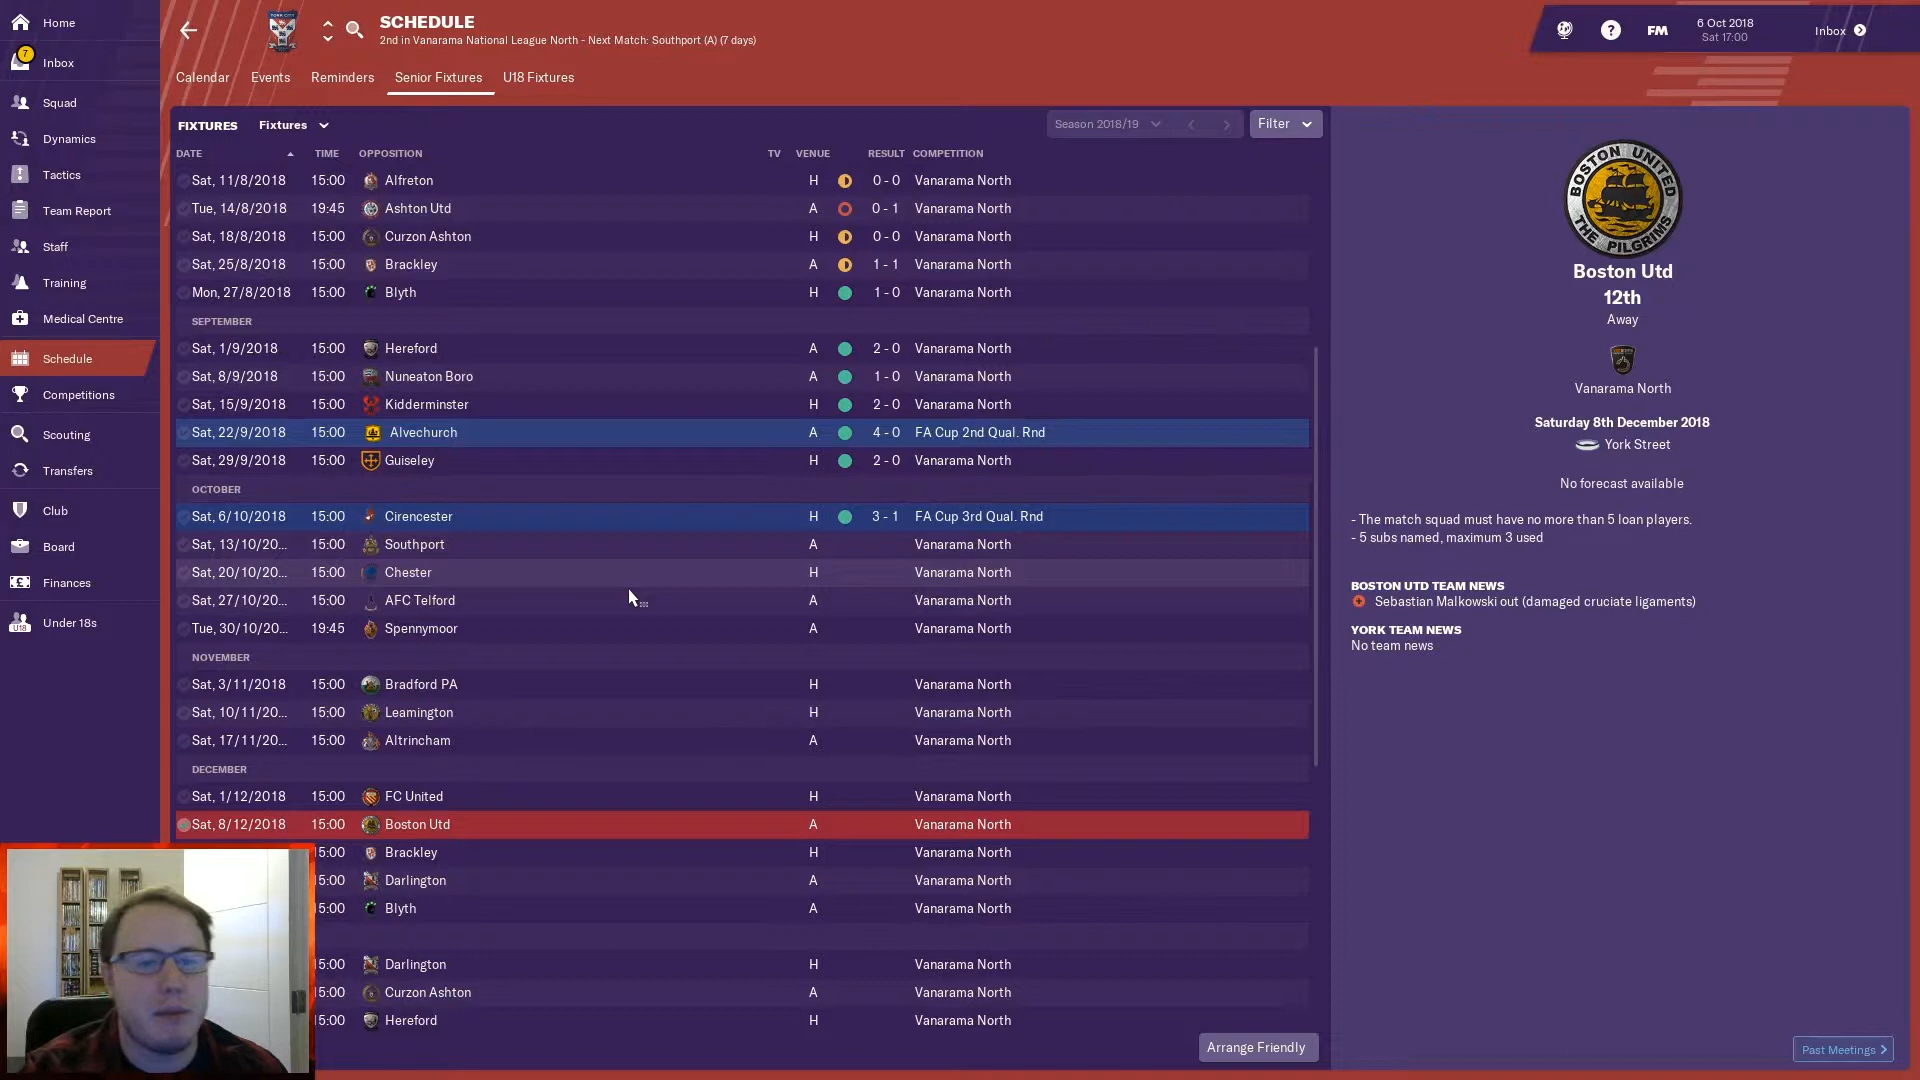 Home
7
Inbox
Squad
Dynamics
Tactics
Team Report
Staff
Training
Medical Centre
Schedule
Competitions
Scouting
Transfers
Club
Board
Finances
U18
Under 18s
YORK CITY
SCHEDULE
2nd in Vanarama National League North - Next Match: Southport (A) (7 days)
?
FM
6 Oct 2018
Sat 17:00
Inbox
Calendar
Events
Reminders
Senior Fixtures
U18 Fixtures
FIXTURES
Fixtures
Season 2018/19
Filter
DATE TIME OPPOSITION TV VENUE RESULT COMPETITION
Sat, 11/8/2018 15:00 Alfreton H 0 - 0 Vanarama North
Tue, 14/8/2018 19:45 Ashton Utd A 0 - 1 Vanarama North
Sat, 18/8/2018 15:00 Curzon Ashton H 0 - 0 Vanarama North
Sat, 25/8/2018 15:00 Brackley A 1 - 1 Vanarama North
Mon, 27/8/2018 15:00 Blyth H 1 - 0 Vanarama North
SEPTEMBER
Sat, 1/9/2018 15:00 Hereford A 2 - 0 Vanarama North
Sat, 8/9/2018 15:00 Nuneaton Boro A 1 - 0 Vanarama North
Sat, 15/9/2018 15:00 Kidderminster H 2 - 0 Vanarama North
Sat, 22/9/2018 15:00 Alvechurch A 4 - 0 FA Cup 2nd Qual. Rnd
Sat, 29/9/2018 15:00 Guiseley H 2 - 0 Vanarama North
OCTOBER
Sat, 6/10/2018 15:00 Cirencester H 3 - 1 FA Cup 3rd Qual. Rnd
Sat, 13/10/20... 15:00 Southport A Vanarama North
Sat, 20/10/20... 15:00 Chester H Vanarama North
Sat, 27/10/20... 15:00 AFC Telford A Vanarama North
Tue, 30/10/20... 19:45 Spennymoor A Vanarama North
NOVEMBER
Sat, 3/11/2018 15:00 Bradford PA H Vanarama North
Sat, 10/11/20... 15:00 Leamington H Vanarama North
Sat, 17/11/20... 15:00 Altrincham A Vanarama North
DECEMBER
Sat, 1/12/2018 15:00 FC United H Vanarama North
Sat, 8/12/2018 15:00 Boston Utd A Vanarama North
15:00 Brackley H Vanarama North
15:00 Darlington A Vanarama North
15:00 Blyth A Vanarama North
15:00 Darlington H Vanarama North
15:00 Curzon Ashton A Vanarama North
15:00 Hereford H Vanarama North
Arrange Friendly
BOSTON UNITED
THE PILGRIMS
Boston Utd
12th
Away
Vanarama North
Saturday 8th December 2018
York Street
No forecast available
- The match squad must have no more than 5 loan players.
- 5 subs named, maximum 3 used
BOSTON UTD TEAM NEWS
Sebastian Malkowski out (damaged cruciate ligaments)
YORK TEAM NEWS
No team news
Past Meetings